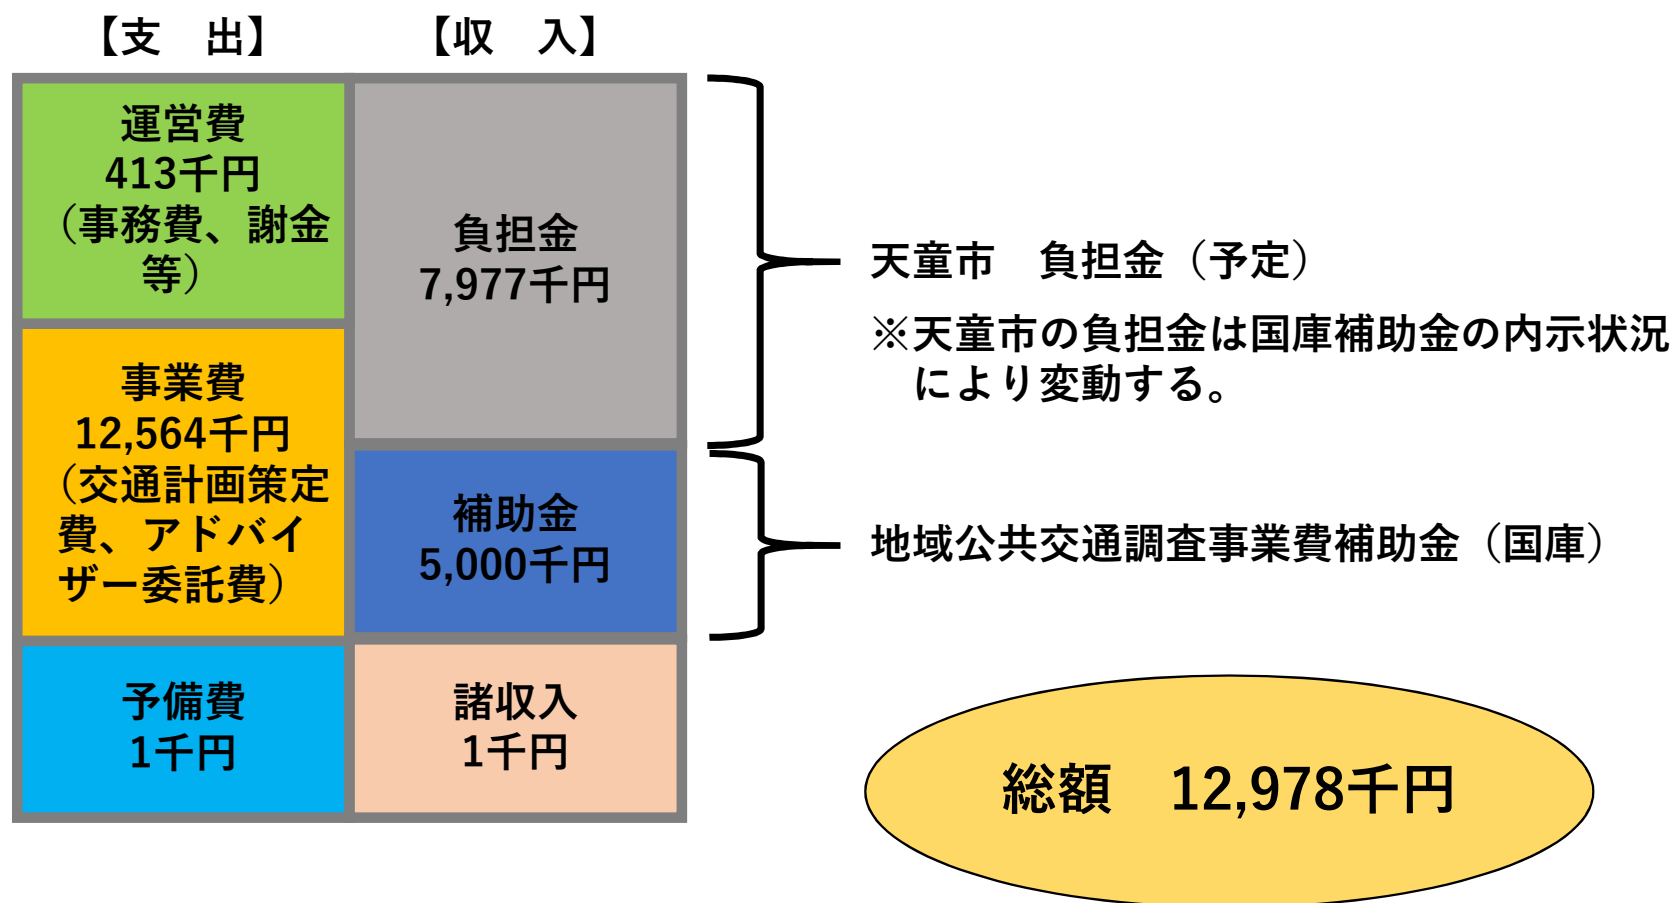 【支　出】
【収　入】
運営費
413千円
（事務費、謝金
等）
事業費
12,564千円
（交通計画策定
費、アドバイ
ザー委託費）
予備費
1千円
負担金
7,977千円
補助金
5,000千円
諸収入
1千円
天童市　負担金（予定）
※天童市の負担金は国庫補助金の内示状況
により変動する。
地域公共交通調査事業費補助金（国庫）
総額　12,978千円